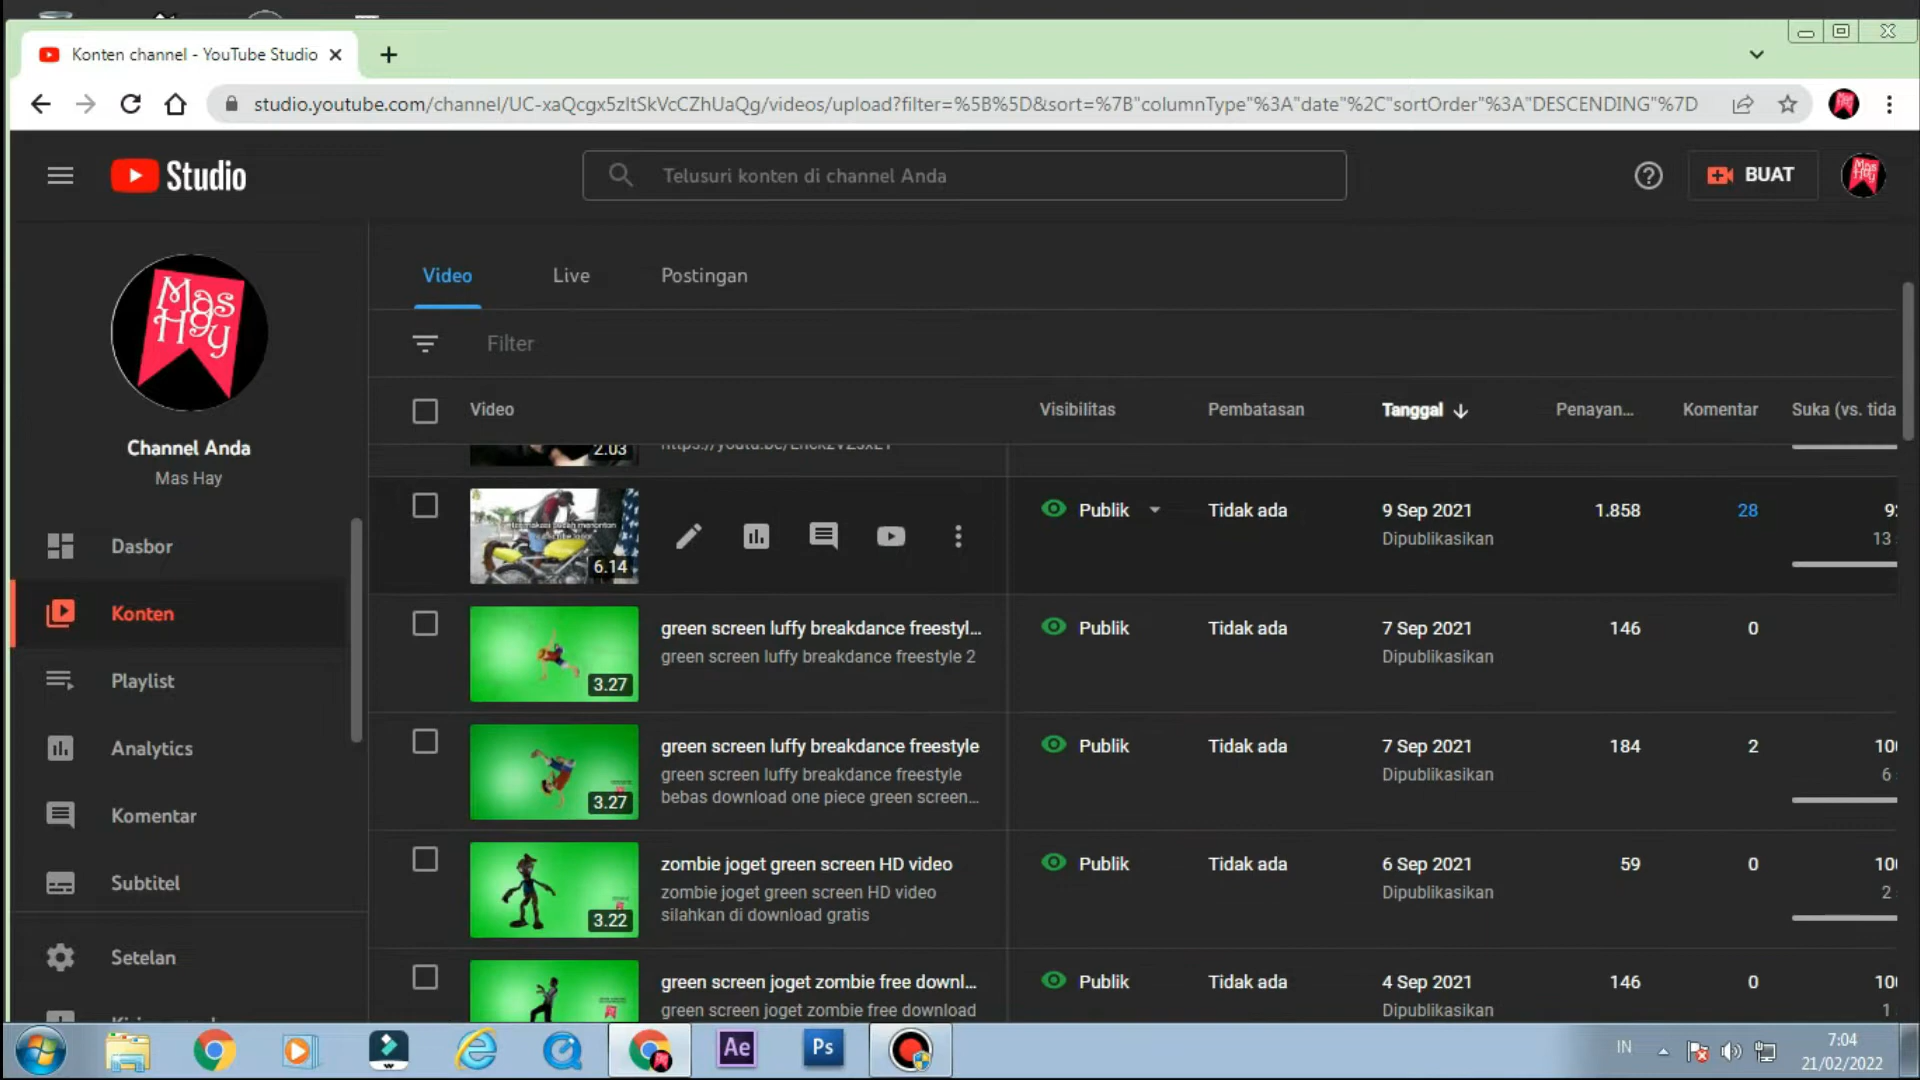 Konten channel - YouTube Studio
studio.youtube.com/channel/UC-xaQcgx5zItSkVcCZhUaQg/videos/upload?filter=%5B%5D&sort=%7B"columnType"%3A"date"%2C"sortOrder"%3A"DESCENDING"%7D
Studio
Telusuri konten di channel Anda
BUAT
Mas Hay
Mas Hay
Channel Anda
Mas Hay
Dasbor
Konten
Playlist
Analytics
Komentar
Subtitel
Setelan
Video Live Postingan
Filter
Video Visibilitas Pembatasan Tanggal Penayan... Komentar Suka (vs. tida
2.03
6.14 Publik Tidak ada 9 Sep 2021 1.858 28
Dipublikasikan 13
green screen luffy breakdance freestyl... Publik Tidak ada 7 Sep 2021 146 0
green screen luffy breakdance freestyle 2 Dipublikasikan
3.27
green screen luffy breakdance freestyle Publik Tidak ada 7 Sep 2021 184 2
green screen luffy breakdance freestyle Dipublikasikan 6
bebas download one piece green screen...
3.27
zombie joget green screen HD video Publik Tidak ada 6 Sep 2021 59 0
zombie joget green screen HD video Dipublikasikan 2
silahkan di download gratis
3.22
green screen joget zombie free downl... Publik Tidak ada 4 Sep 2021 146 0
green screen joget zombie free download Dipublikasikan 1
Ae
Ps
IN
7:04
21/02/2022